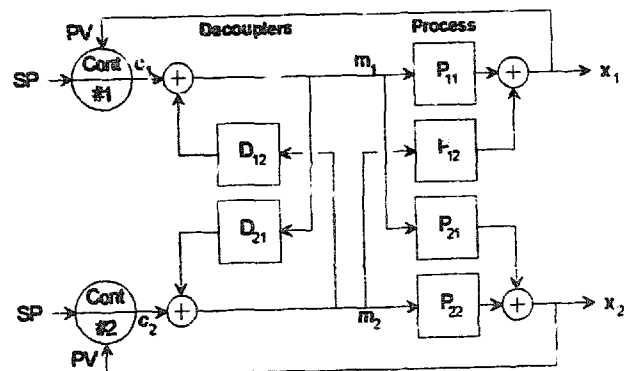 PV Decouplers Process
SP Cont #1 c₁ + m₁ P₁₁ + x₁
D₁₂ P₁₂
D₂₁ P₂₁
SP Cont #2 c₂ + m₂ P₂₂ + x₂
PV